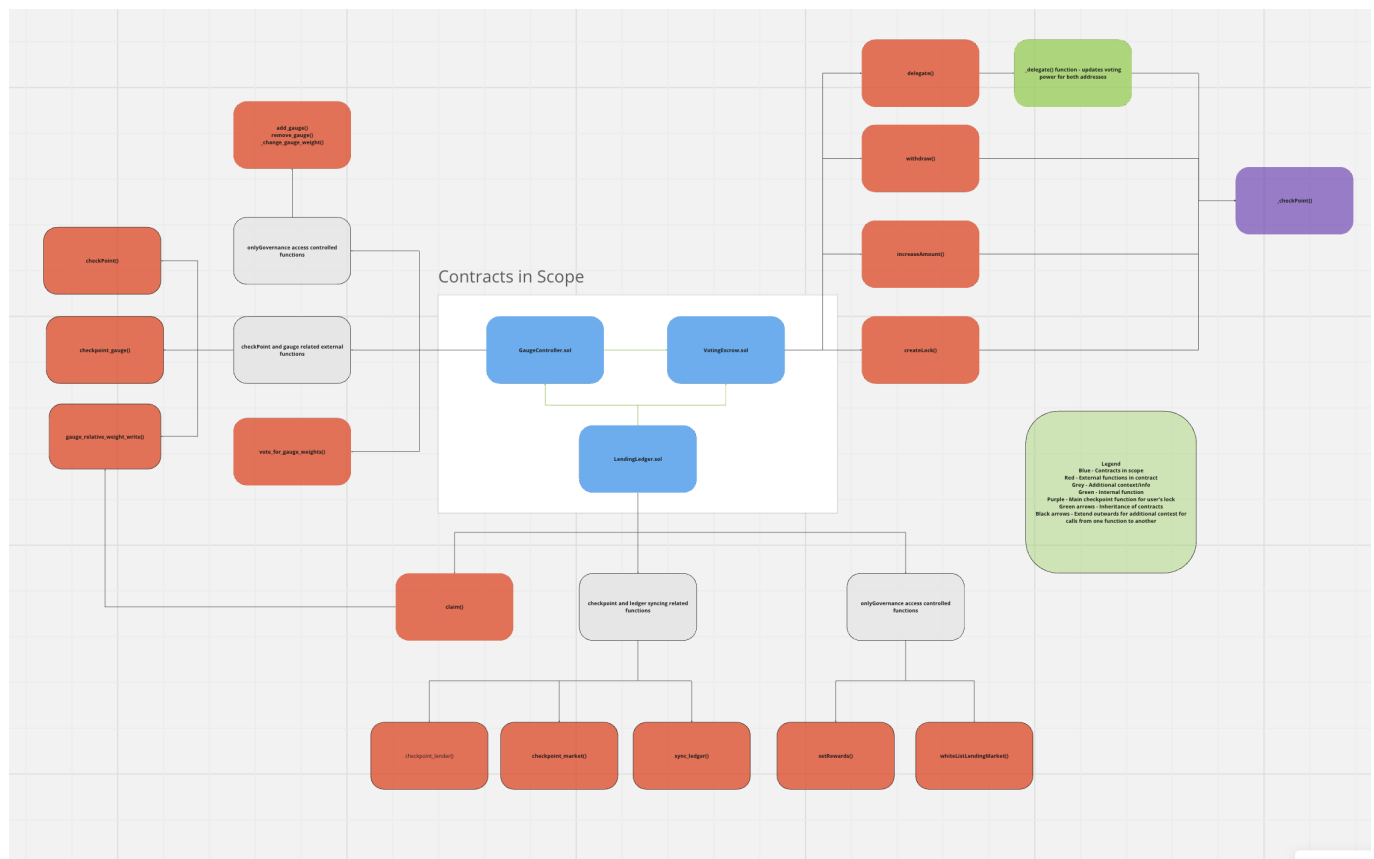 delegate()
_delegate() function - updates voting
power for both addresses
add_gauge()
remove_gauge()
_change_gauge_weight()
withdraw()
_checkPoint()
onlyGovernance access controlled
functions
checkPoint()
increaseAmount()
Contracts in Scope
checkpoint_gauge()
checkPoint and gauge related external
functions
GaugeController.sol
VotingEscrow.sol
createLock()
gauge_relative_weight_write()
vote_for_gauge_weights()
LendingLedger.sol
Legend
Blue - Contracts in scope
Red - External functions in contract
Grey - Additional context/info
Green - Internal function
Purple - Main checkpoint function for user's lock
Green arrows - Inheritance of contracts
Black arrows - Extend outwards for additional contest for
calls from one function to another
claim()
checkpoint and ledger syncing related
functions
onlyGovernance access controlled
functions
checkpoint_lender()
checkpoint_market()
sync_ledger()
setRewards()
whiteListLendingMarket()